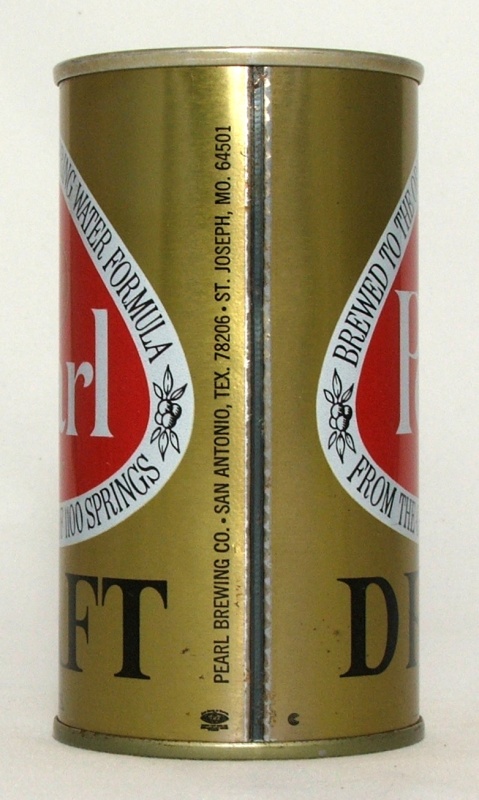 WATER FORMULA
rl
1100 SPRINGS
FT
PEARL BREWING CO. • SAN ANTONIO, TEX. 78206 • ST. JOSEPH, MO. 64501
BREWED TO THE
P
FROM THE
D